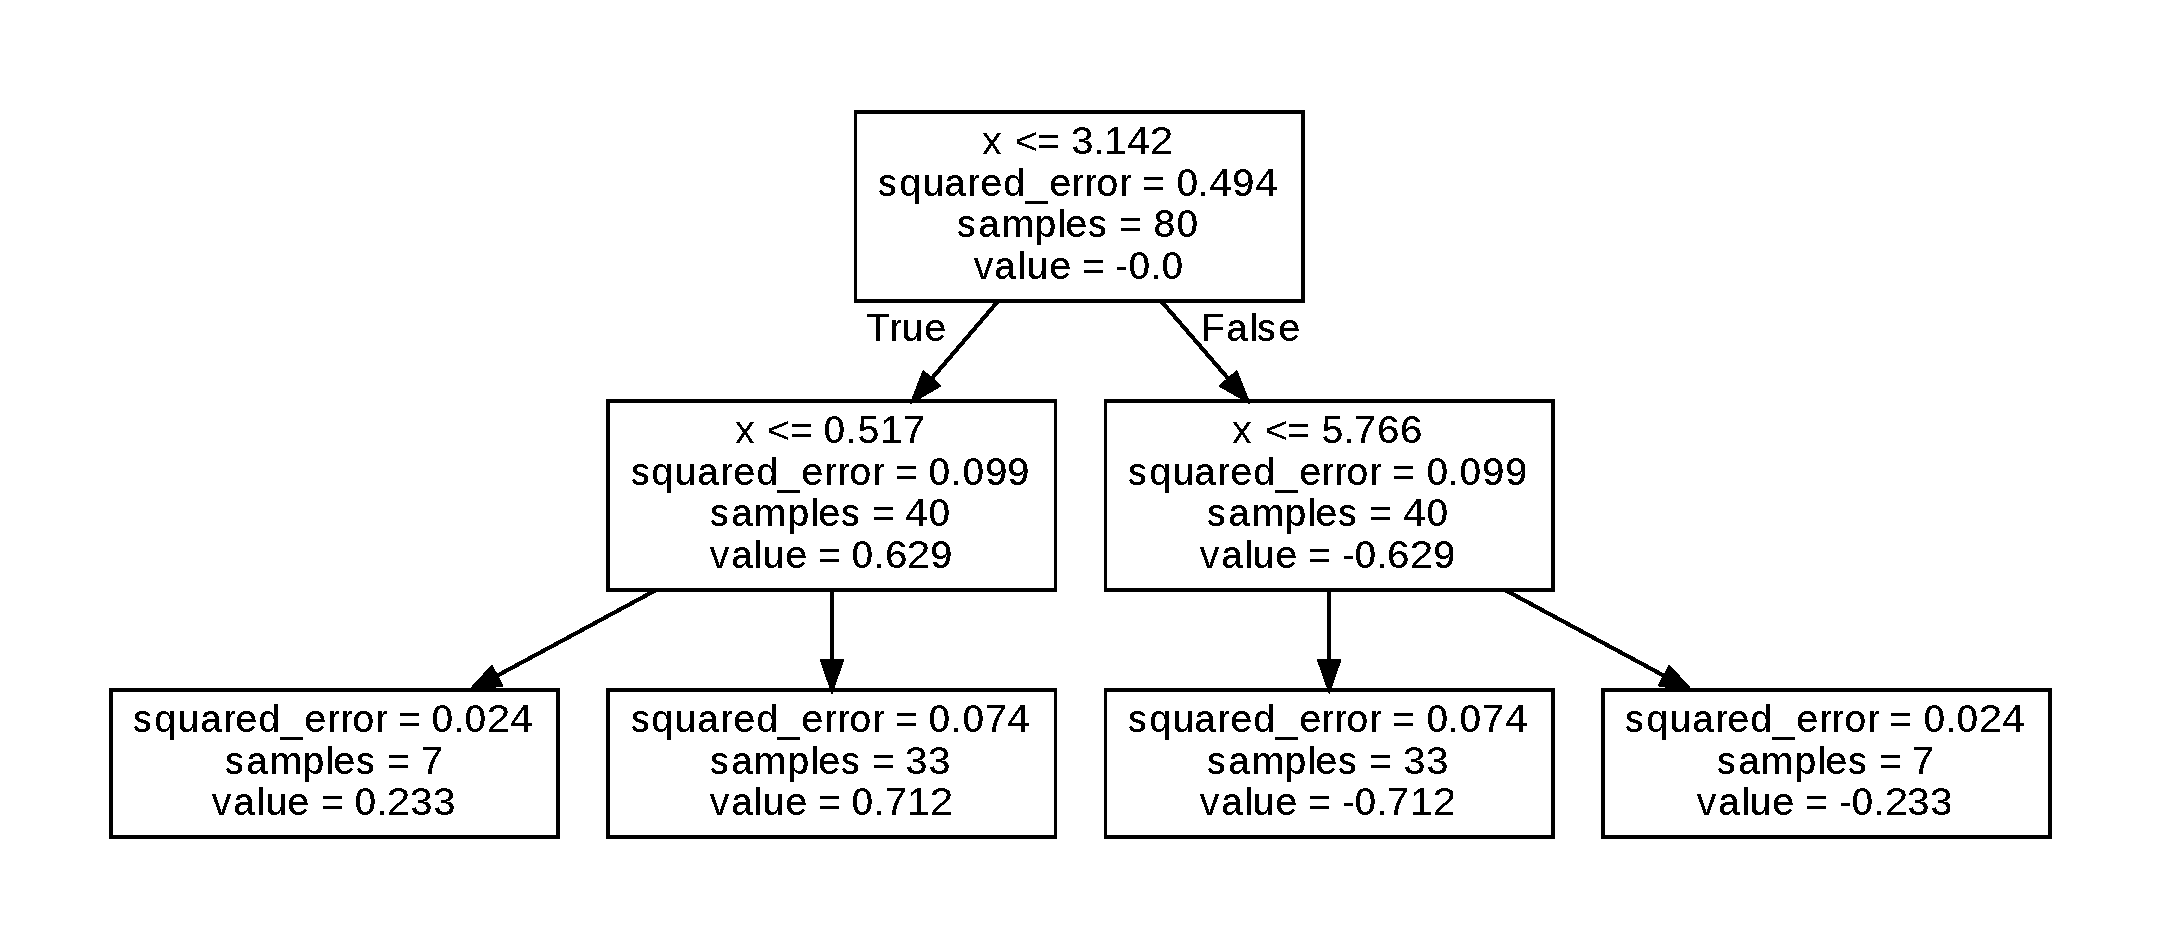 x <= 3.142
squared_error = 0.494
samples = 80
value = -0.0
True
False
x <= 0.517
squared_error = 0.099
samples = 40
value = 0.629
x <= 5.766
squared_error = 0.099
samples = 40
value = -0.629
squared_error = 0.024
samples = 7
value = 0.233
squared_error = 0.074
samples = 33
value = 0.712
squared_error = 0.074
samples = 33
value = -0.712
squared_error = 0.024
samples = 7
value = -0.233